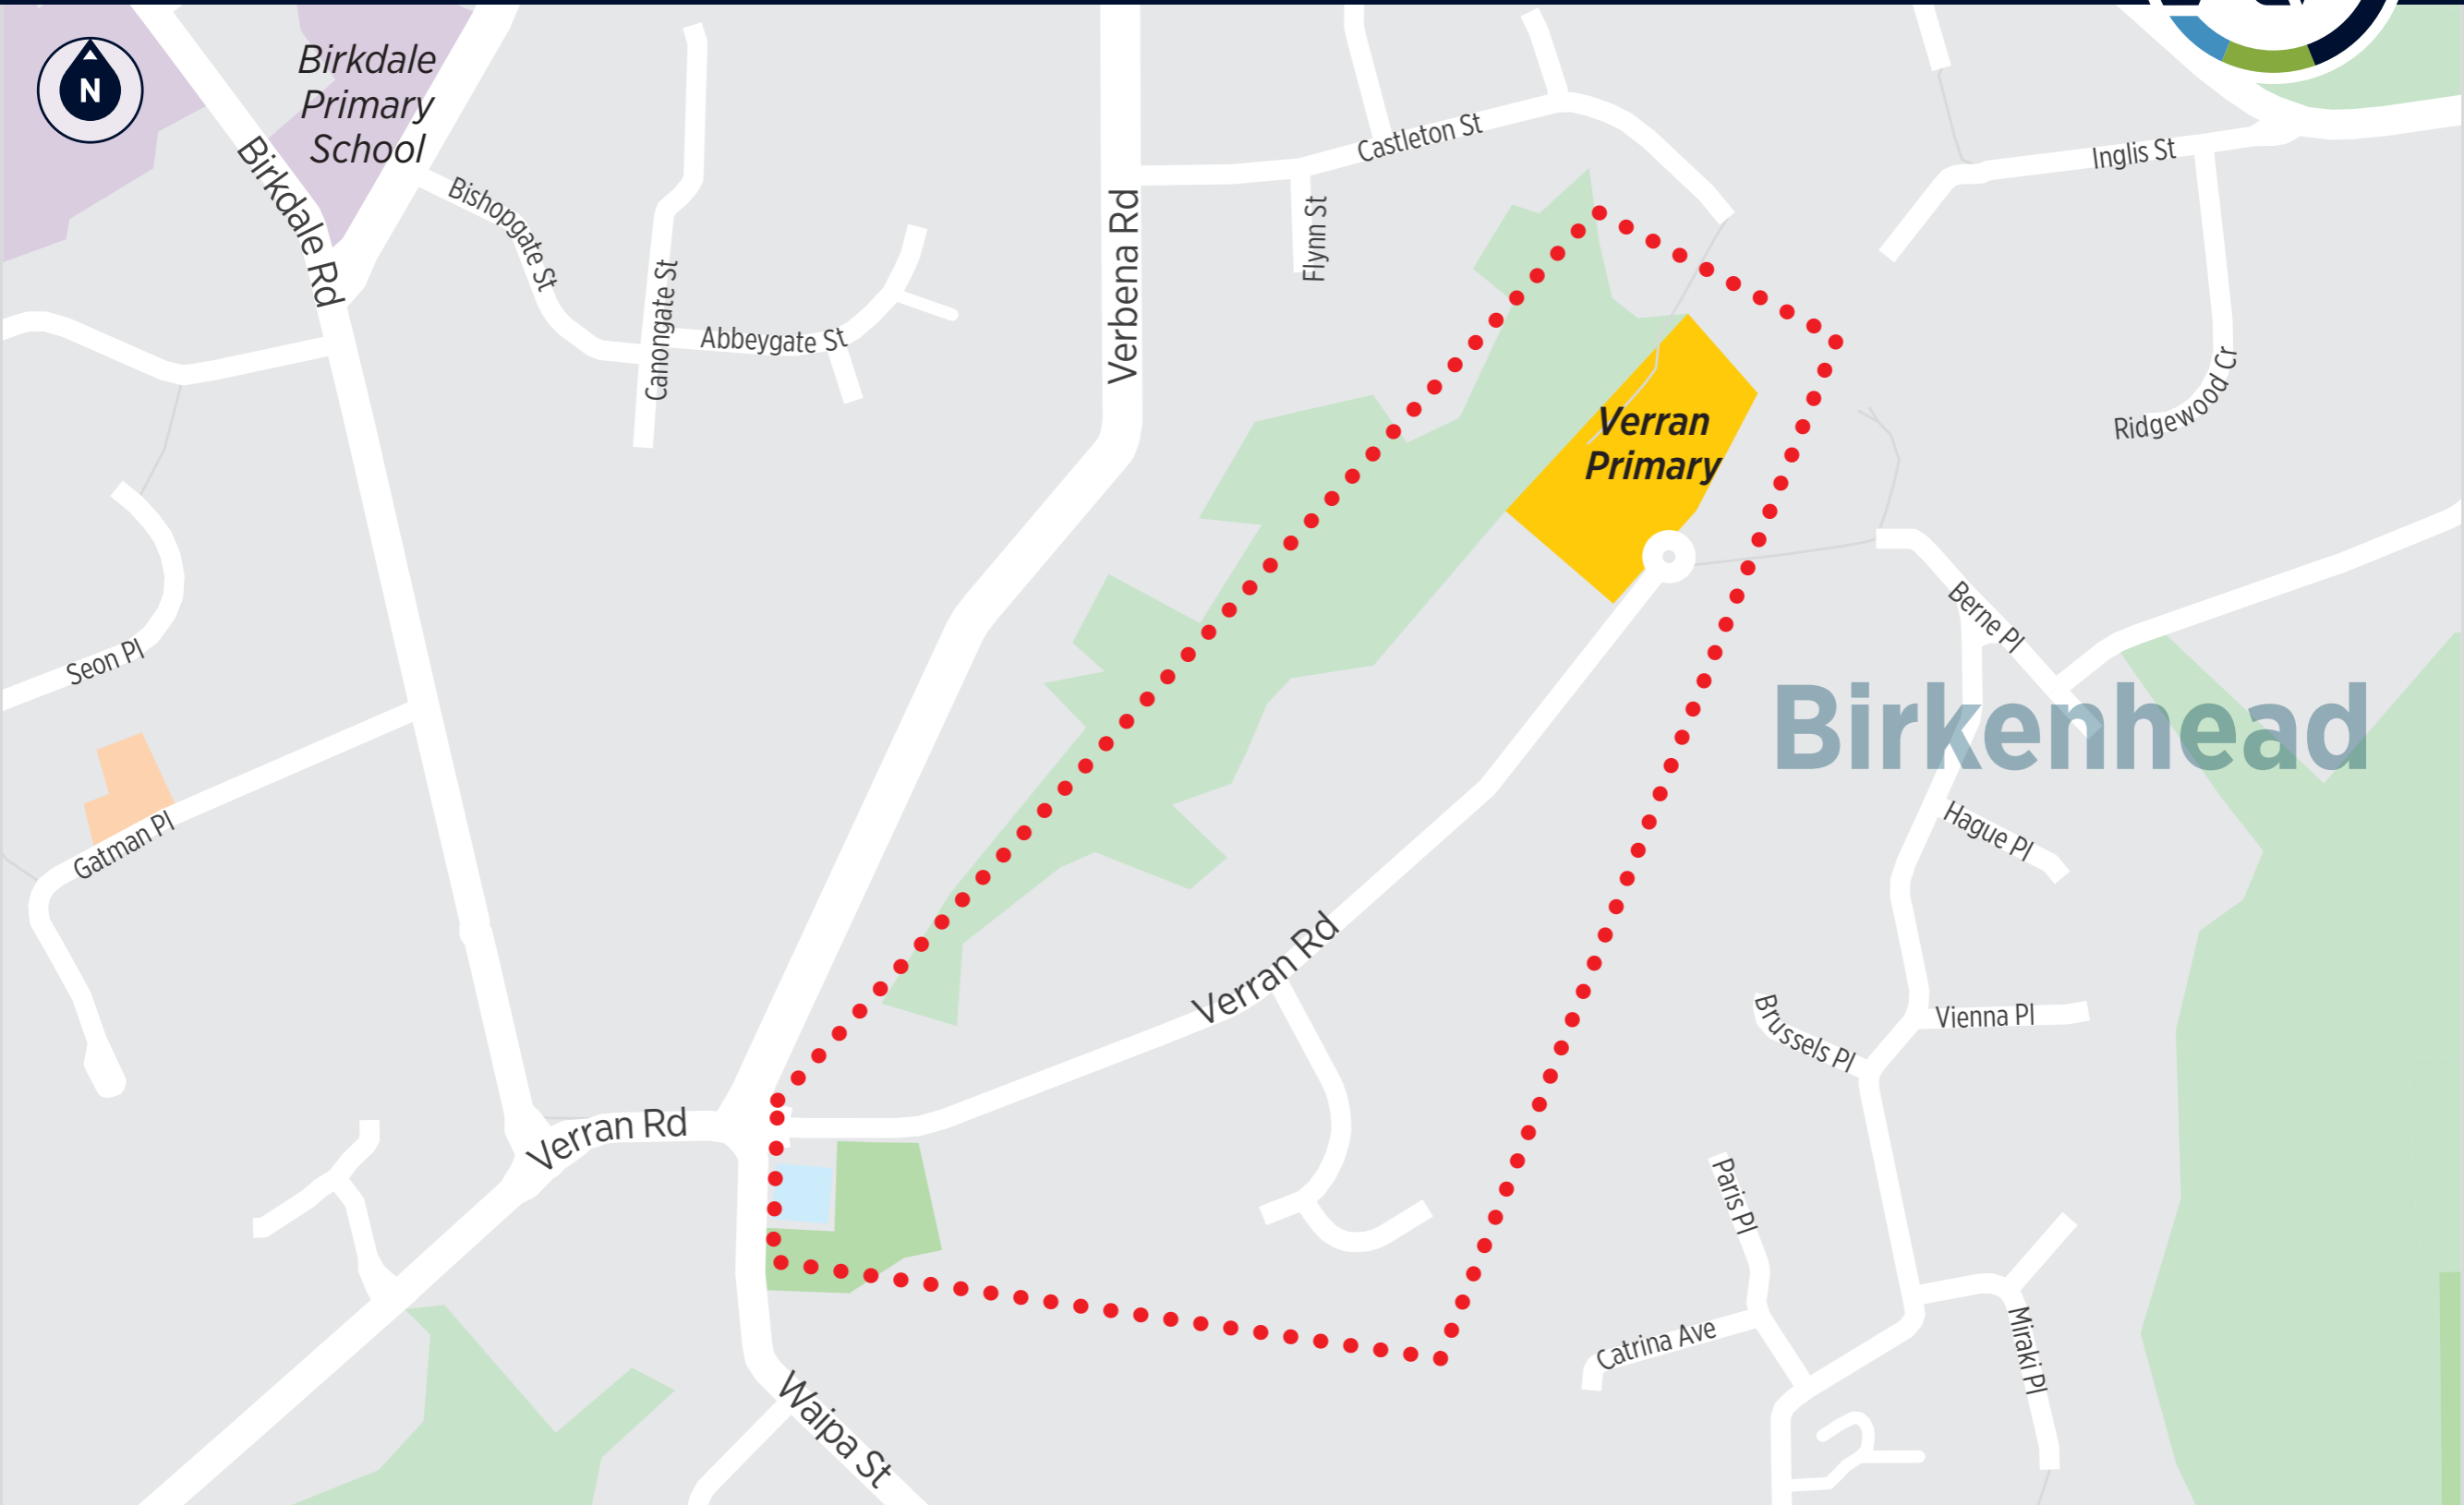 N
Birkdale
Primary
School
Birkdale Rd
Bishopgate St
Canongate St
Abbeygate St
Verbena Rd
Castleton St
Flynn St
Inglis St
Ridgewood Cr
Verran
Primary
Seon Pl
Gatman Pl
Berne Pl
Birkenhead
Hague Pl
Verran Rd
Brussels Pl
Vienna Pl
Verran Rd
Paris Pl
Catrina Ave
Miraki Pl
Waipa St